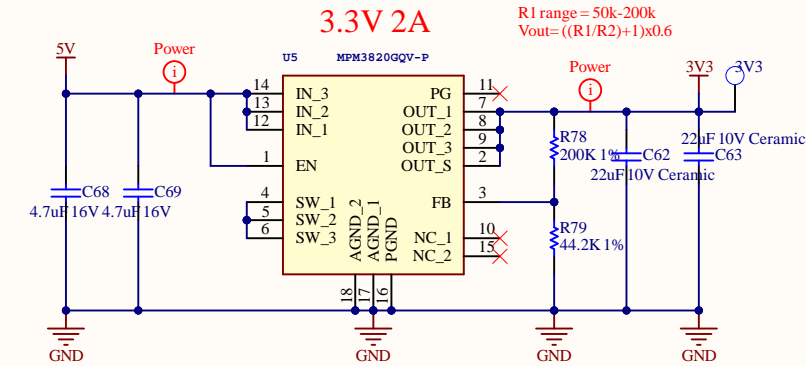 3.3V 2A
R1 range = 50k-200k
Vout= ((R1/R2)+1)x0.6
5V
Power
i
U5
MPM3820GQV-P
Power
i
3V3
3V3
14
IN_3
13
IN_2
12
IN_1
1
EN
4
SW_1
5
SW_2
6
SW_3
PG
11
OUT_1
7
OUT_2
8
OUT_3
9
OUT_S
2
FB
3
NC_1
10
NC_2
15
AGND_2
AGND_1
PGND
18
17
16
R78
200K 1%
R79
44.2K 1%
C62
22uF 10V Ceramic
22uF 10V Ceramic
C63
C68
4.7uF 16V
C69
4.7uF 16V
GND
GND
GND
GND